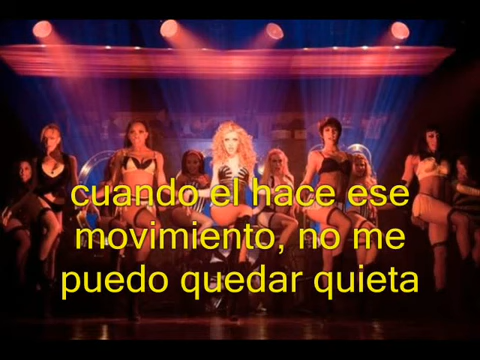 cuando el hace ese
movimiento, no me
puedo quedar quieta